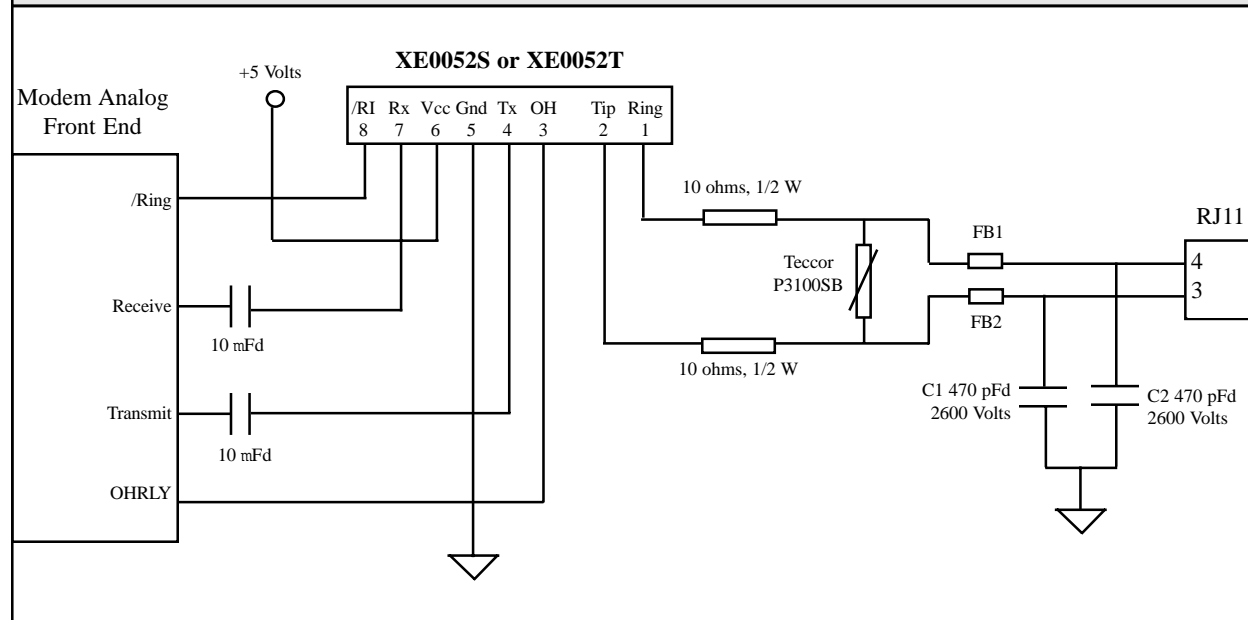 XE0052S or XE0052T
+5 Volts
Modem Analog
Front End
/RI Rx Vcc Gnd Tx OH Tip Ring
8 7 6 5 4 3 2 1
/Ring
10 ohms, 1/2 W
RJ11
FB1
4
Teccor
P3100SB
3
FB2
Receive
10 mFd
10 ohms, 1/2 W
C1 470 pFd
2600 Volts
C2 470 pFd
2600 Volts
Transmit
10 mFd
OHRLY